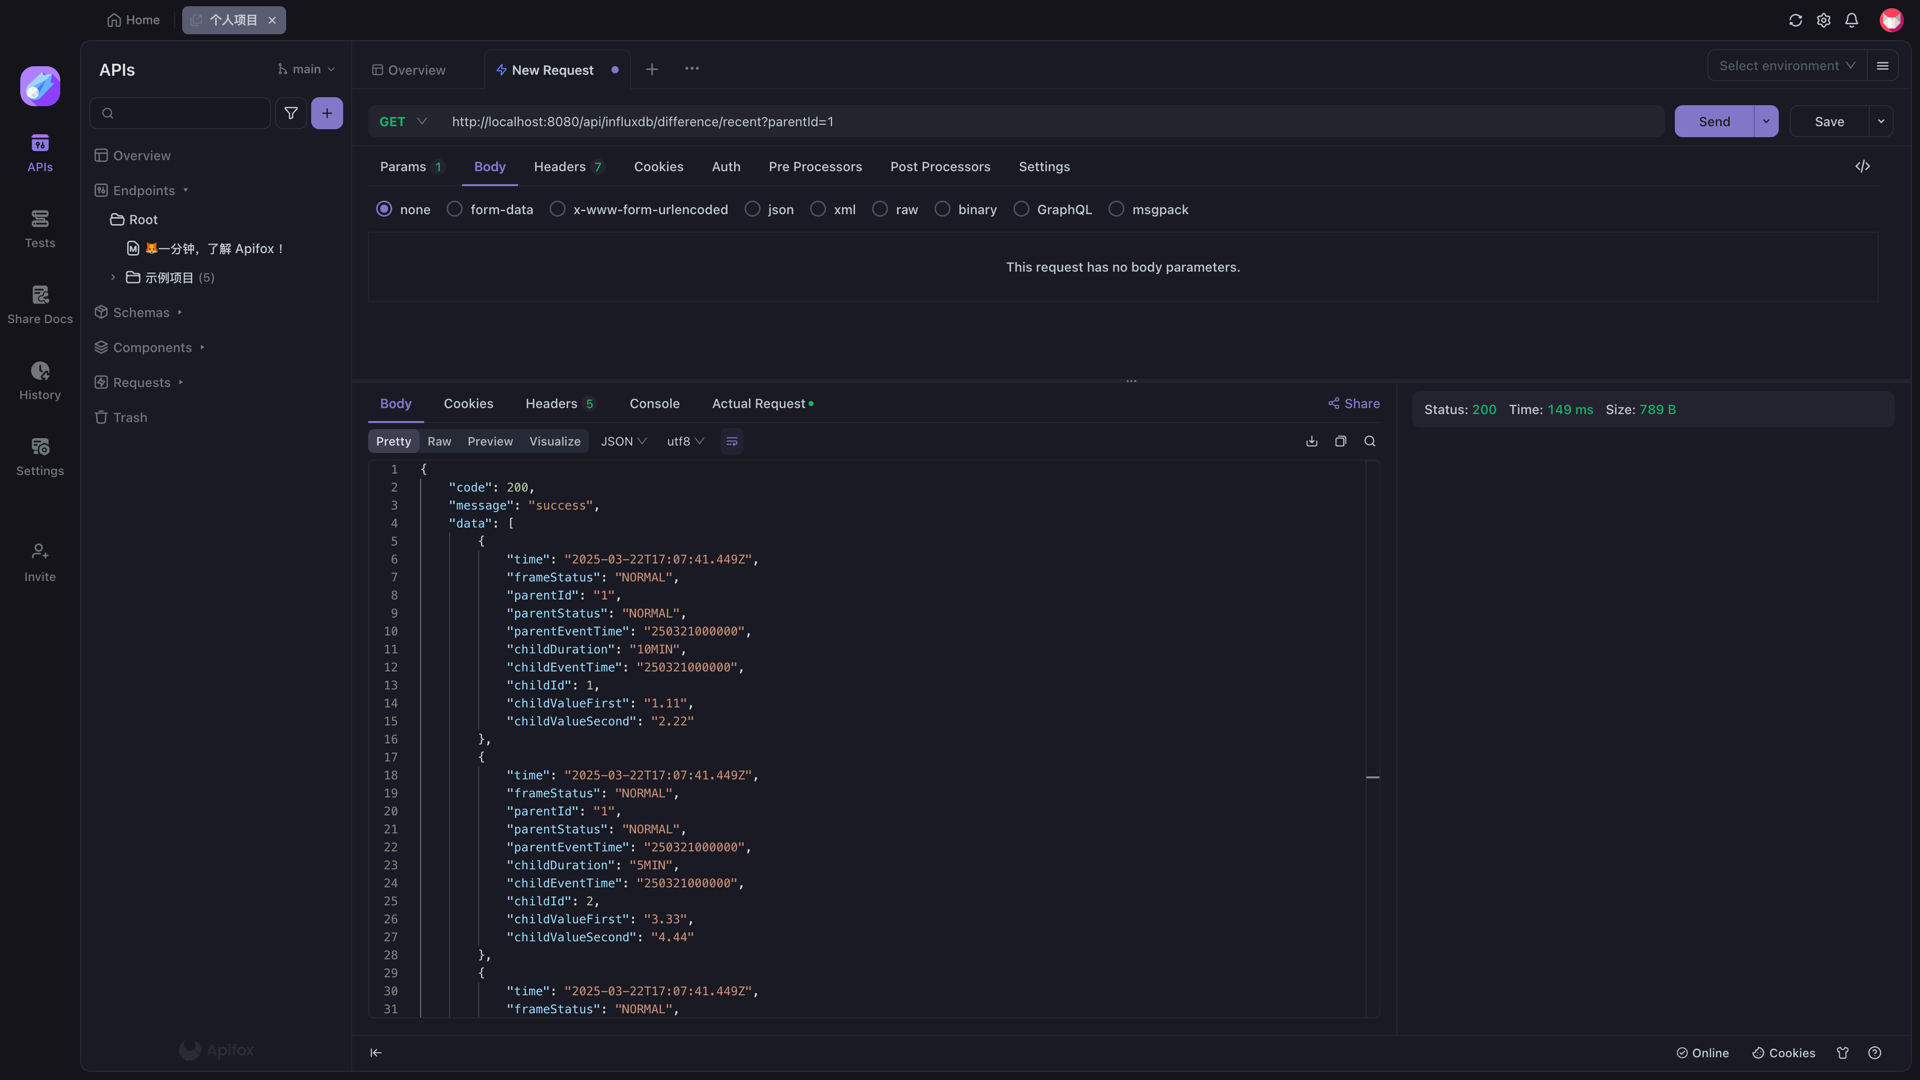 Home
个人项目
APIs
main
Overview
New Request
Select environment
GET
http://localhost:8080/api/influxdb/difference/recent?parentId=1
Send
Save
APIs
Tests
Share Docs
History
Settings
Invite
Overview
Endpoints
Root
🦊一分钟，了解 Apifox！
示例项目 (5)
Schemas
Components
Requests
Trash
Apifox
Params 1
Body
Headers 7
Cookies
Auth
Pre Processors
Post Processors
Settings
none
form-data
x-www-form-urlencoded
json
xml
raw
binary
GraphQL
msgpack
This request has no body parameters.
Body
Cookies
Headers 5
Console
Actual Request
Share
Status: 200 Time: 149 ms Size: 789 B
Pretty
Raw
Preview
Visualize
JSON
utf8
1 {
2 "code": 200,
3 "message": "success",
4 "data": [
5 {
6 "time": "2025-03-22T17:07:41.449Z",
7 "frameStatus": "NORMAL",
8 "parentId": "1",
9 "parentStatus": "NORMAL",
10 "parentEventTime": "250321000000",
11 "childDuration": "10MIN",
12 "childEventTime": "250321000000",
13 "childId": 1,
14 "childValueFirst": "1.11",
15 "childValueSecond": "2.22"
16 },
17 {
18 "time": "2025-03-22T17:07:41.449Z",
19 "frameStatus": "NORMAL",
20 "parentId": "1",
21 "parentStatus": "NORMAL",
22 "parentEventTime": "250321000000",
23 "childDuration": "5MIN",
24 "childEventTime": "250321000000",
25 "childId": 2,
26 "childValueFirst": "3.33",
27 "childValueSecond": "4.44"
28 },
29 {
30 "time": "2025-03-22T17:07:41.449Z",
31 "frameStatus": "NORMAL",
Online
Cookies